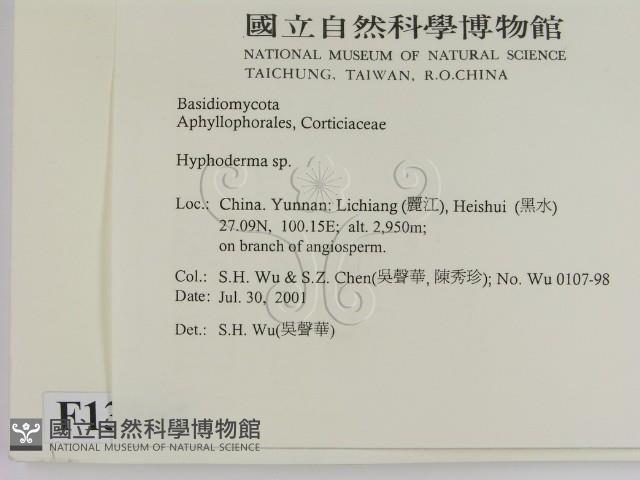 國立自然科學博物館
NATIONAL MUSEUM OF NATURAL SCIENCE
TAICHUNG, TAIWAN, R.O.CHINA
Basidiomycota
Aphyllophorales, Corticiaceae
Hyphoderma sp.
Loc.: China. Yunnan: Lichiang (麗江), Heishui (黑水)
27.09N, 100.15E; alt. 2,950m;
on branch of angiosperm.
Col.: S.H. Wu & S.Z. Chen(吳聲華, 陳秀珍); No. Wu 0107-98
Date: Jul. 30, 2001
Det.: S.H. Wu(吳聲華)
國立自然科學博物館
NATIONAL MUSEUM OF NATURAL SCIENCE